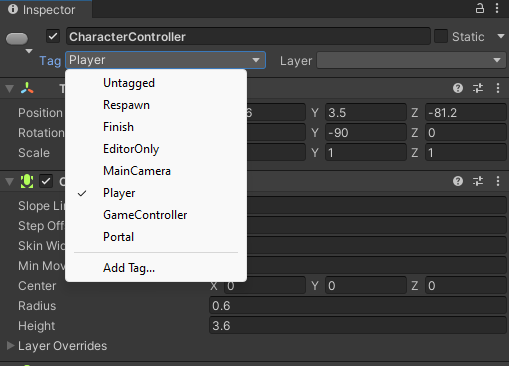 Inspector
CharacterController
Static
Tag Player Layer
Untagged
Respawn
Finish
EditorOnly
MainCamera
Player
GameController
Portal
Add Tag...
Position Y 3.5 Z -81.2
Rotation -90 Z 0
Scale Y 1 Z 1
Slope Li
Step Off
Skin Wid
Min Mov
Center X 0 Y 0 Z 0
Radius 0.6
Height 3.6
Layer Overrides